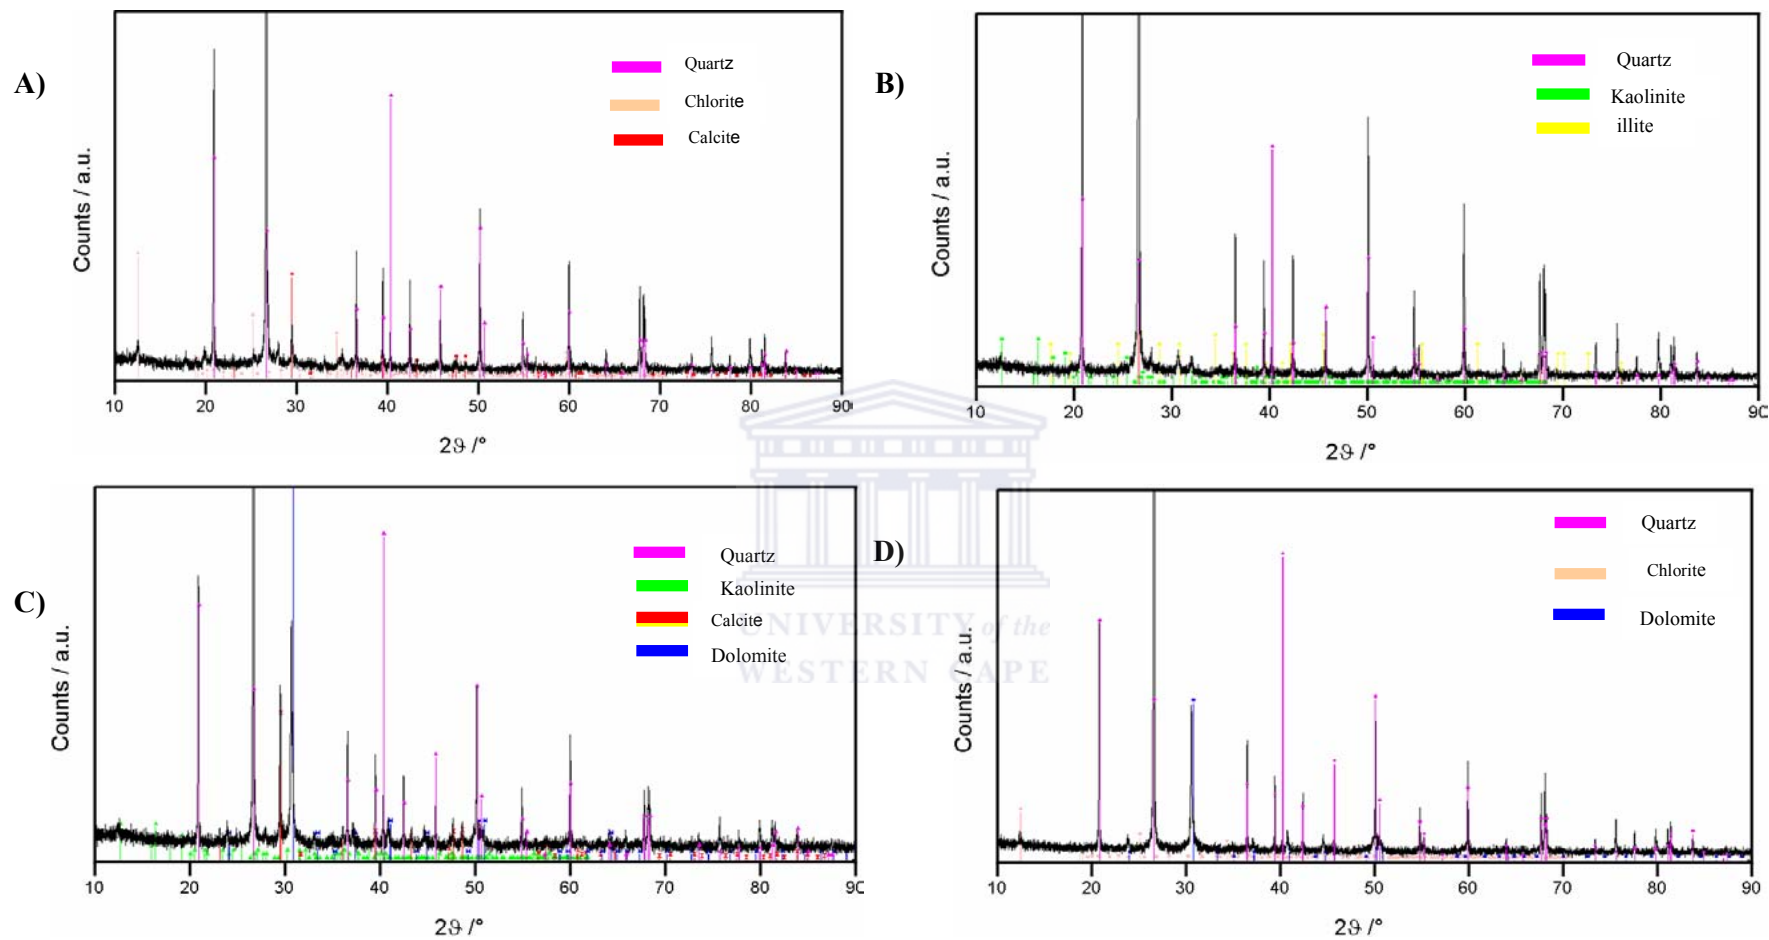 A)
Quartz
Chlorite
Calcite
Counts / a.u.
10 20 30 40 50 60 70 80 90
2ϑ /°
B)
Quartz
Kaolinite
illite
Counts / a.u.
10 20 30 40 50 60 70 80 90
2ϑ /°
C)
Quartz
Kaolinite
Calcite
Dolomite
Counts / a.u.
10 20 30 40 50 60 70 80 90
2ϑ /°
D)
Quartz
Chlorite
Dolomite
Counts / a.u.
10 20 30 40 50 60 70 80 90
2ϑ /°
UNIVERSITY of the
WESTERN CAPE